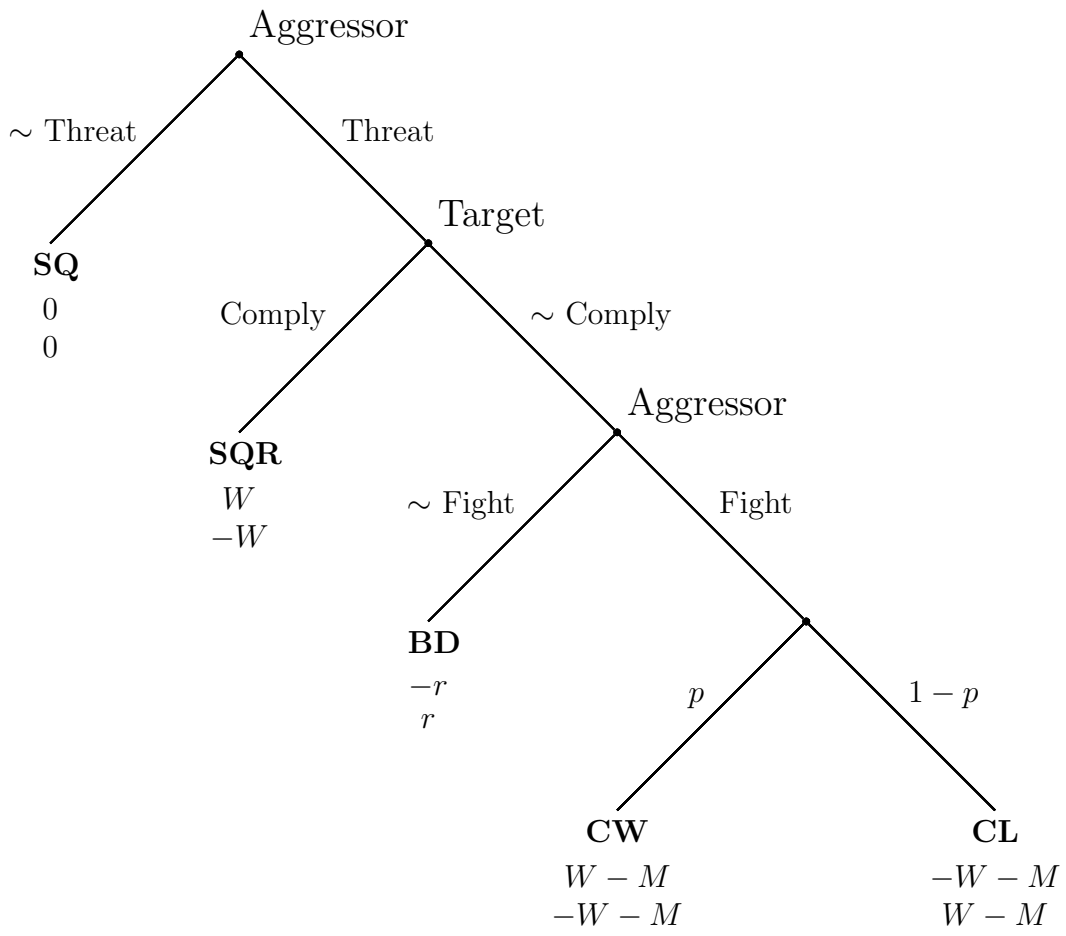 Aggressor
∼ Threat
Threat
Target
SQ
0
0
Comply
∼ Comply
Aggressor
SQR
W
−W
∼ Fight
Fight
BD
−r
r
p
1 − p
CW
W − M
−W − M
CL
−W − M
W − M